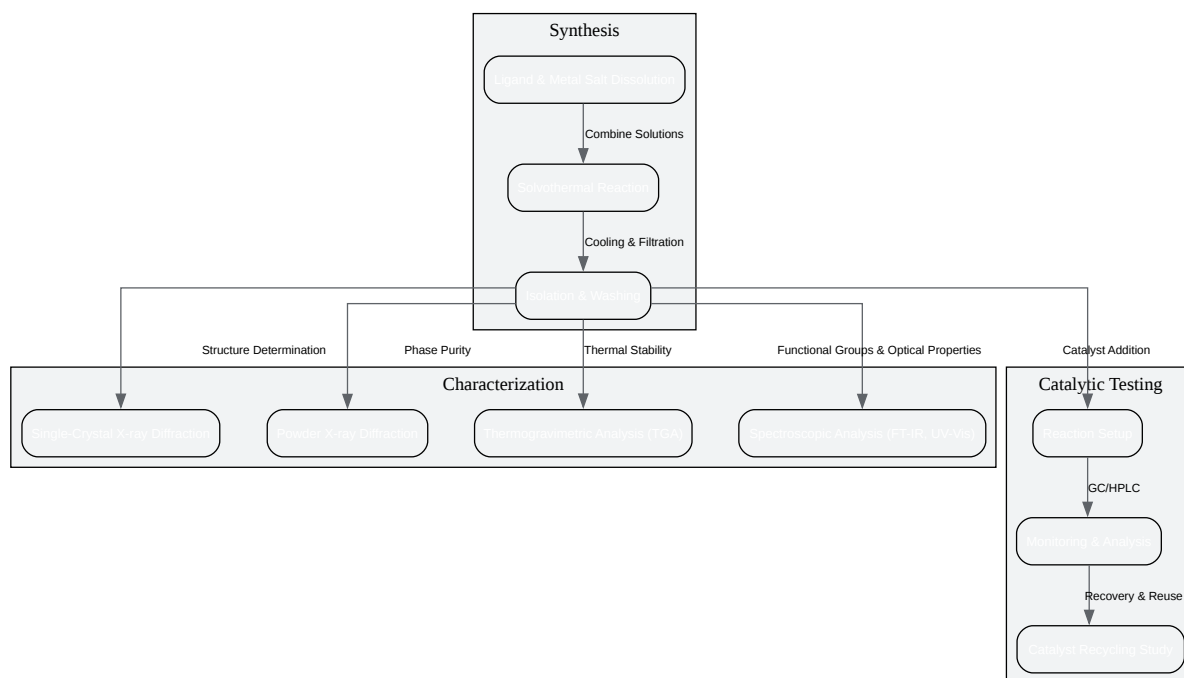 Synthesis
Ligand & Metal Salt Dissolution
Combine Solutions
Solvothermal Reaction
Cooling & Filtration
Isolation & Washing
Structure Determination
Phase Purity
Thermal Stability
Functional Groups & Optical Properties
Catalyst Addition
Characterization
Catalytic Testing
Single-Crystal X-ray Diffraction
Powder X-ray Diffraction
Thermogravimetric Analysis (TGA)
Spectroscopic Analysis (FT-IR, UV-Vis)
Reaction Setup
GC/HPLC
Monitoring & Analysis
Recovery & Reuse
Catalyst Recycling Study